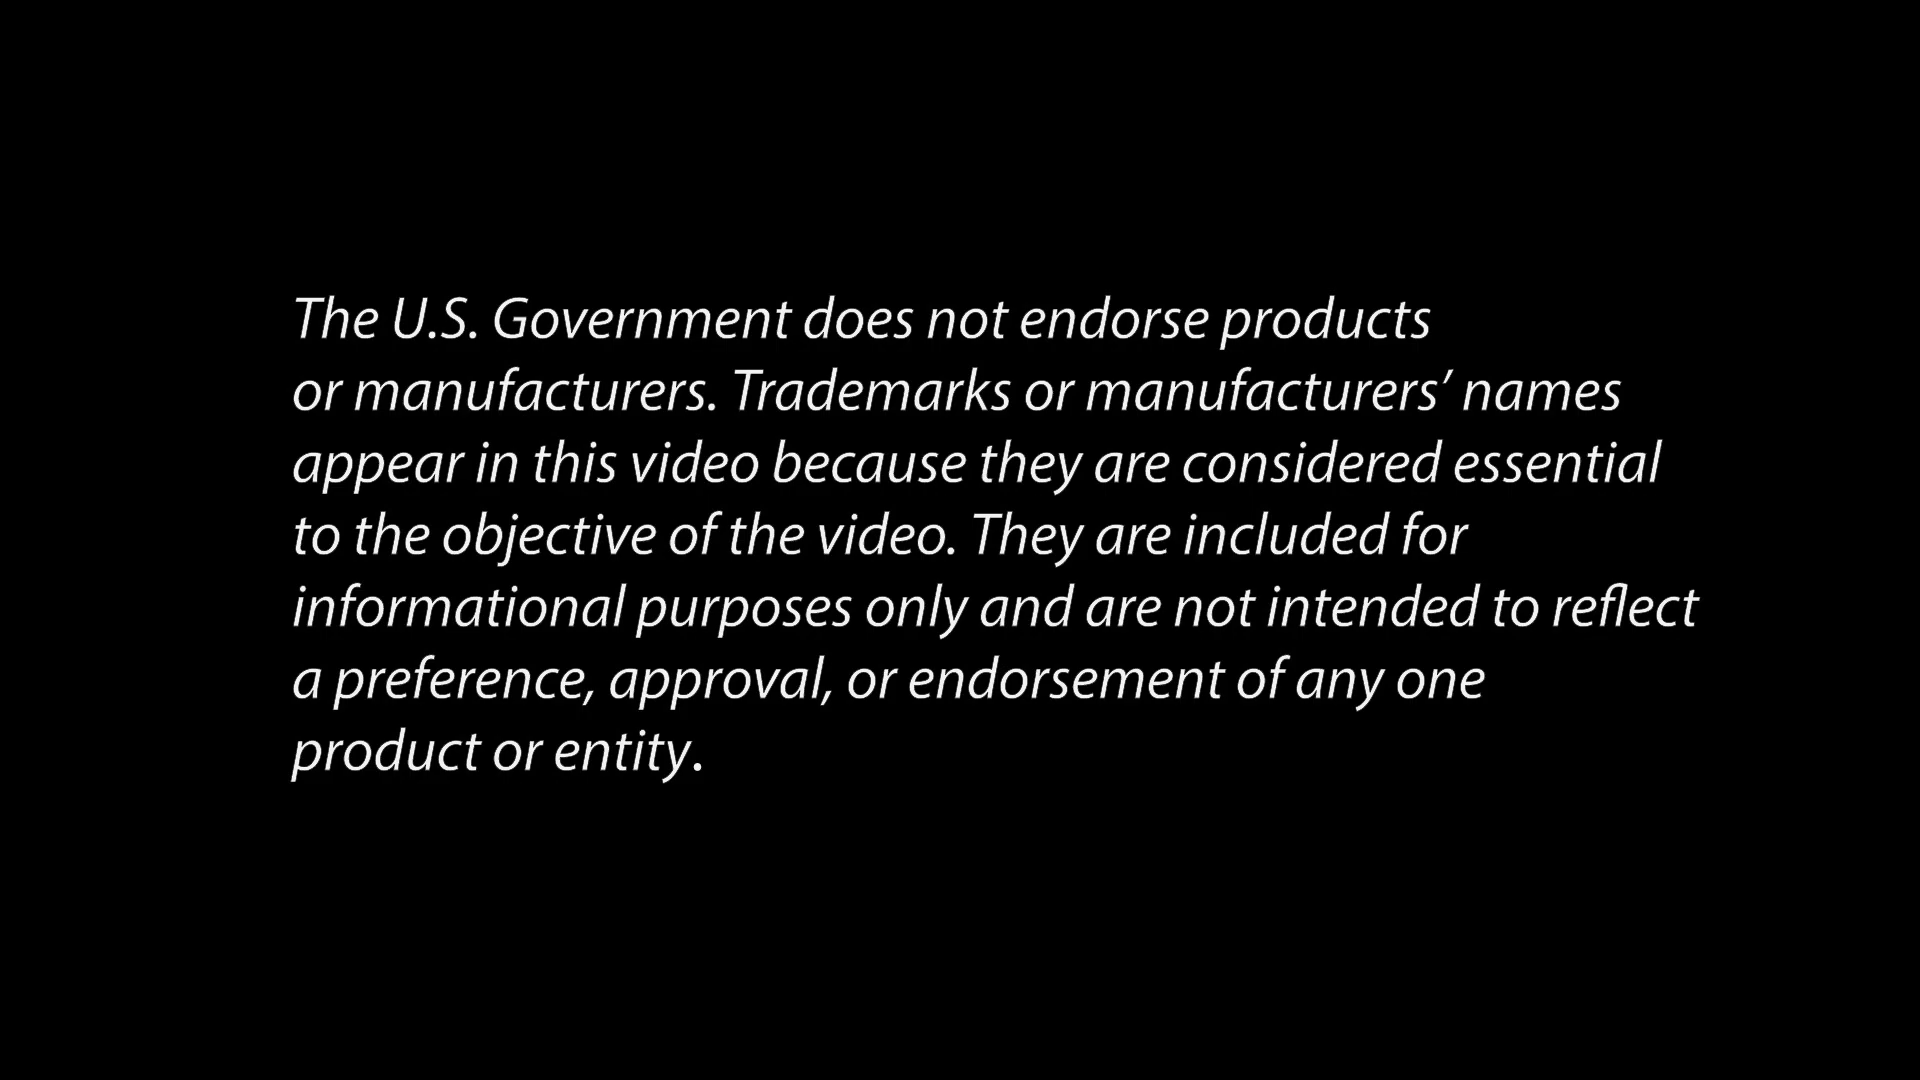 The U.S. Government does not endorse products
or manufacturers. Trademarks or manufacturers’ names
appear in this video because they are considered essential
to the objective of the video. They are included for
informational purposes only and are not intended to reflect
a preference, approval, or endorsement of any one
product or entity.